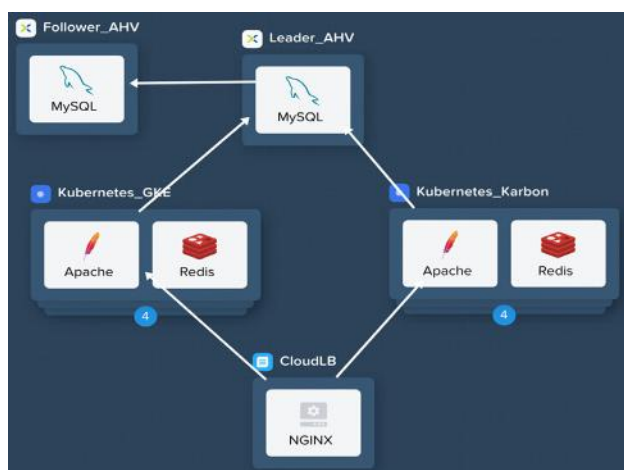 Follower_AHV
Leader_AHV
MySQL
MySQL
Kubernetes_GKE
Kubernetes_Karbon
Apache
Redis
Apache
Redis
4
4
CloudLB
NGINX